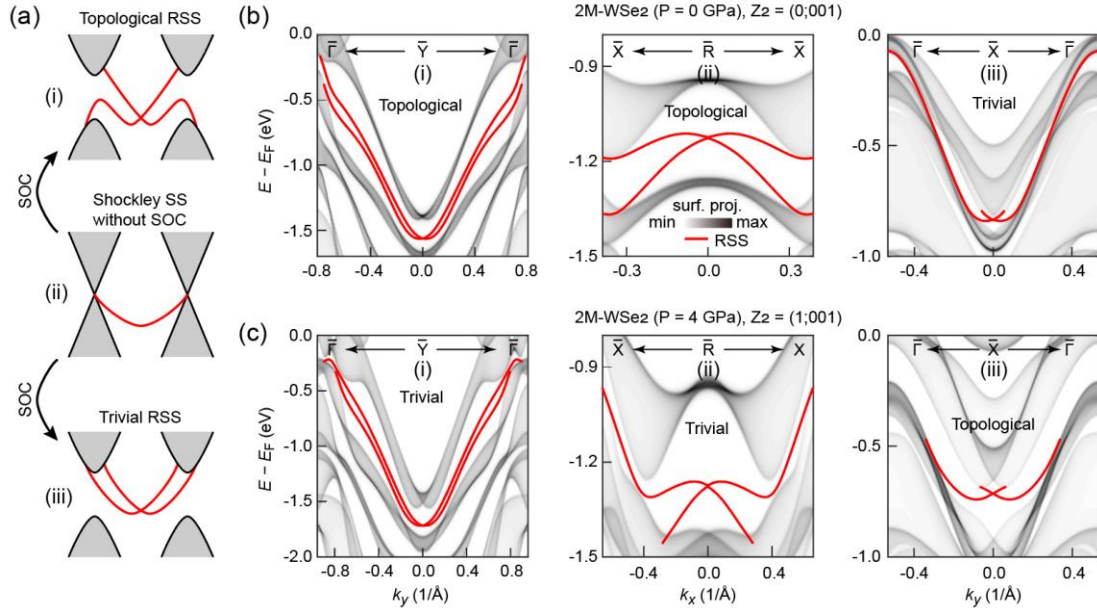 (a)
Topological RSS
(i)
SOC
Shockley SS
without SOC
(ii)
SOC
Trivial RSS
(iii)
(b)
2M-WSe2 (P = 0 GPa), Z2 = (0;001)
E − EF (eV)
0.0
-0.5
-1.0
-1.5
Γ̄ Ȳ Γ̄
(i)
Topological
-0.8 -0.4 0.0 0.4 0.8
-0.9
-1.2
-1.5
X̄ R̄ X̄
(ii)
Topological
surf. proj.
min max
RSS
-0.3 0.0 0.3
0.0
-0.5
-1.0
Γ̄ X̄ Γ̄
(iii)
Trivial
-0.4 0.0 0.4
(c)
2M-WSe2 (P = 4 GPa), Z2 = (1;001)
E − EF (eV)
0.0
-0.5
-1.0
-1.5
-2.0
Γ̄ Ȳ Γ̄
(i)
Trivial
-0.8 -0.4 0.0 0.4 0.8
ky (1/Å)
-0.9
-1.2
-1.5
X̄ R̄ X
(ii)
Trivial
-0.4 0.0 0.4
kx (1/Å)
0.0
-0.5
-1.0
Γ̄ X̄ Γ̄
(iii)
Topological
-0.4 0.0 0.4
ky (1/Å)